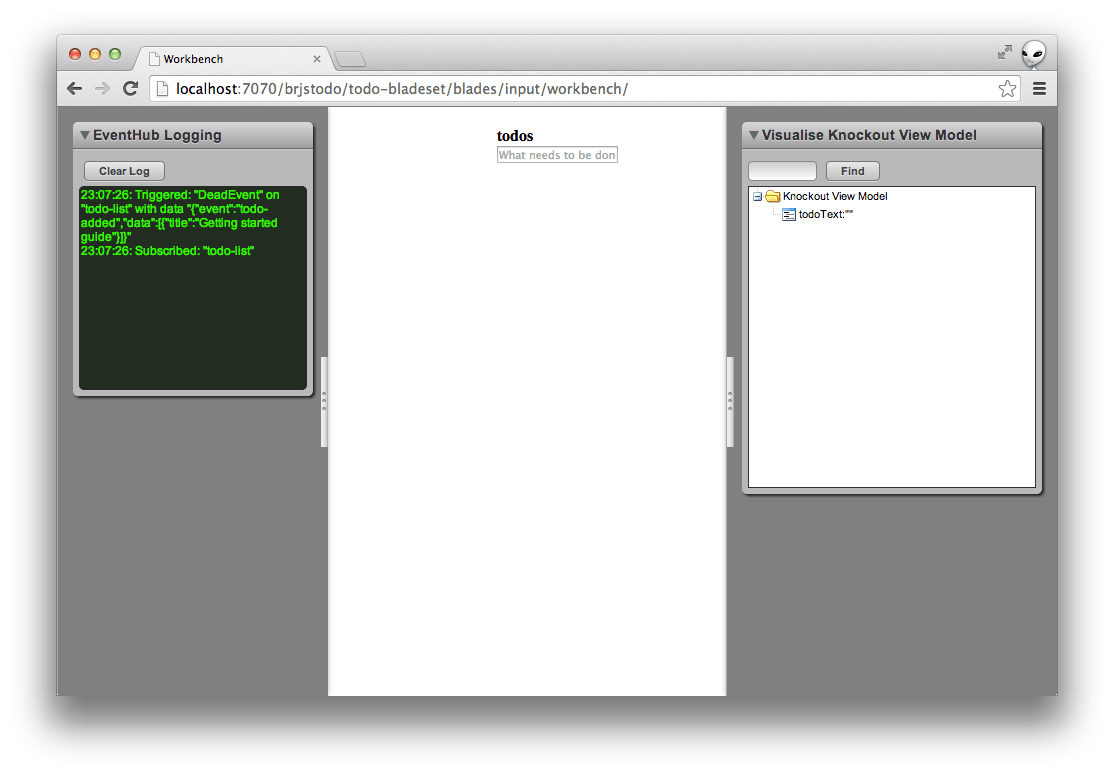 Workbench
localhost:7070/brjstodo/todo-bladeset/blades/input/workbench/
EventHub Logging
Clear Log
23:07:26: Triggered: "DeadEvent" on
"todo-list" with data "{"event":"todo-
added","data":[{"title":"Getting started
guide"}]}"
23:07:26: Subscribed: "todo-list"
todos
What needs to be don
Visualise Knockout View Model
Find
Knockout View Model
todoText:""